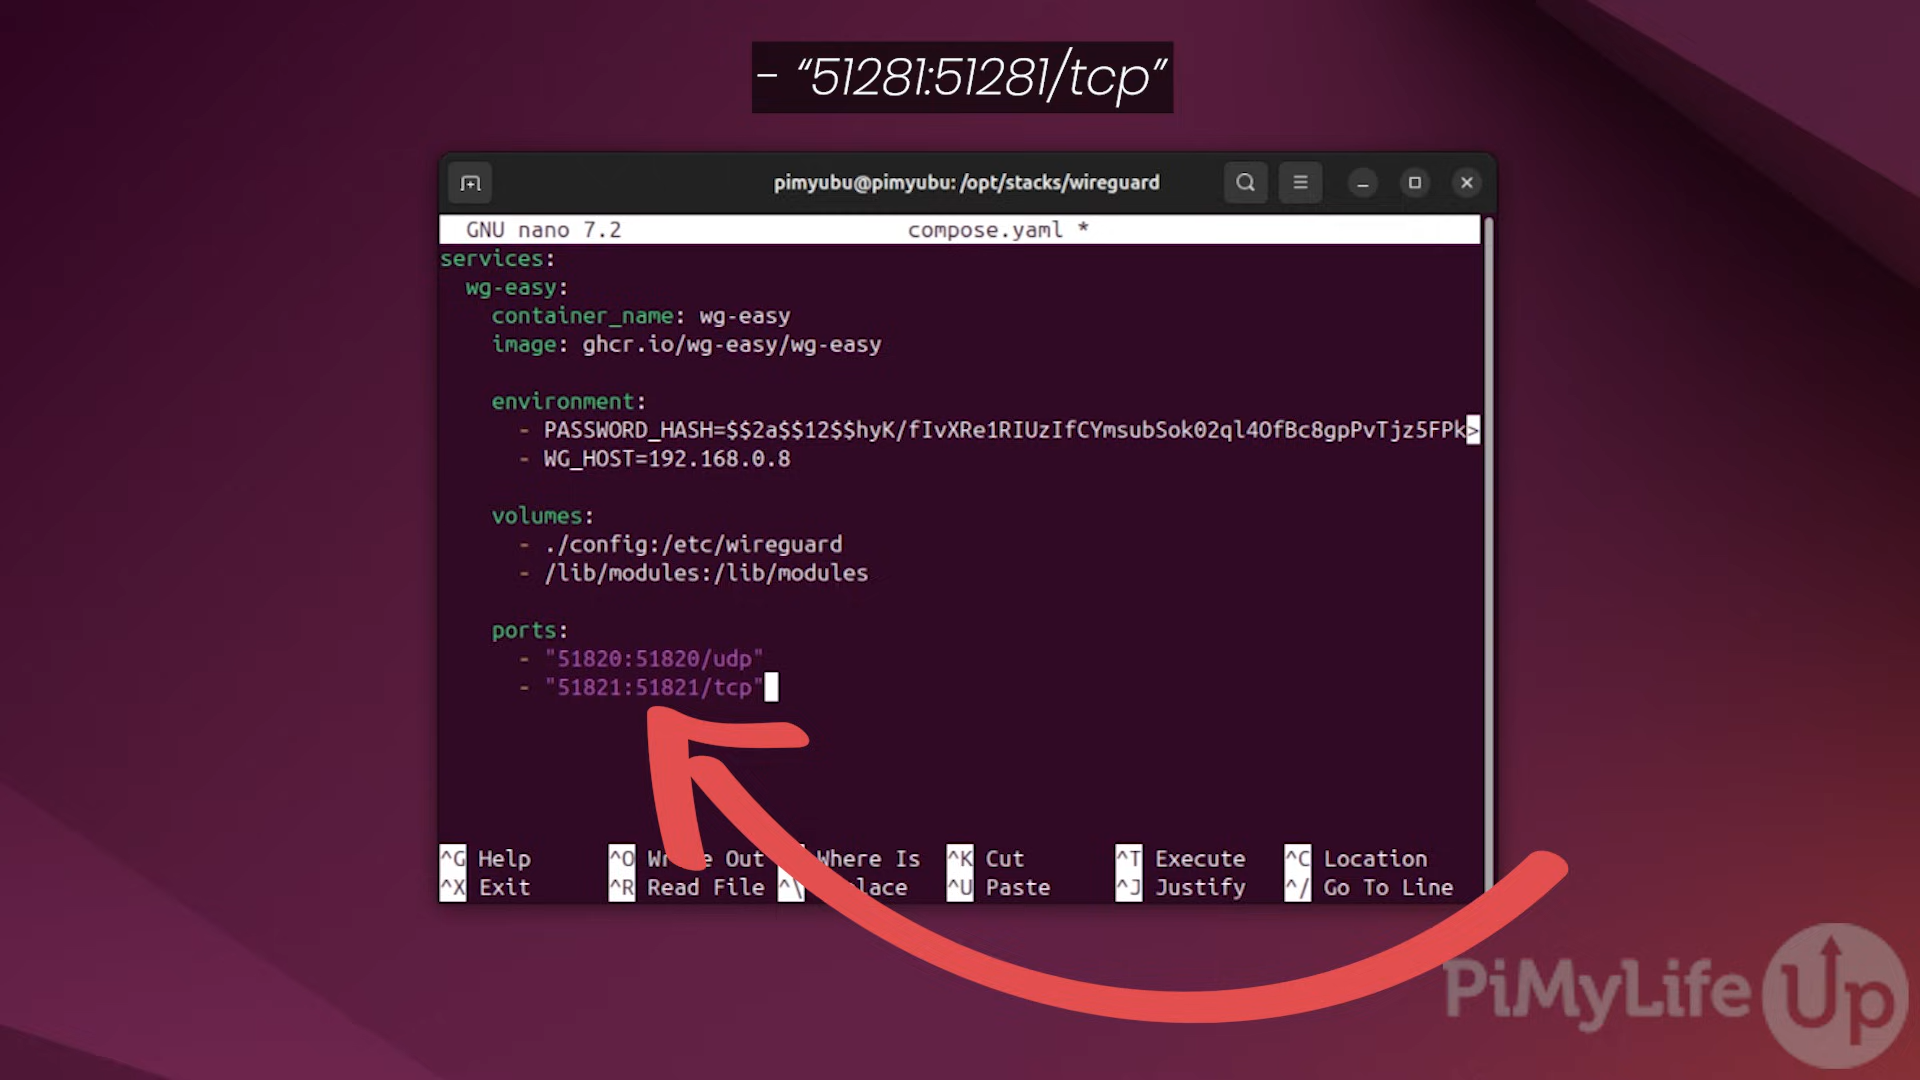 - “51281:51281/tcp”
pimyubu@pimyubu: /opt/stacks/wireguard
GNU nano 7.2 compose.yaml *
services:
wg-easy:
container_name: wg-easy
image: ghcr.io/wg-easy/wg-easy
environment:
- PASSWORD_HASH=$$2a$$12$$hyK/fIvXRe1RIUzIfCYmsubSok02ql4OfBc8gpPvTjz5FPk>
- WG_HOST=192.168.0.8
volumes:
- ./config:/etc/wireguard
- /lib/modules:/lib/modules
ports:
- "51820:51820/udp"
- "51821:51821/tcp"
^G Help ^O Out Where Is ^K Cut ^T Execute ^C Location
^X Exit ^R Read File ^\ ^U Paste ^J Justify ^/ Go To Line
PiMyLifeUp